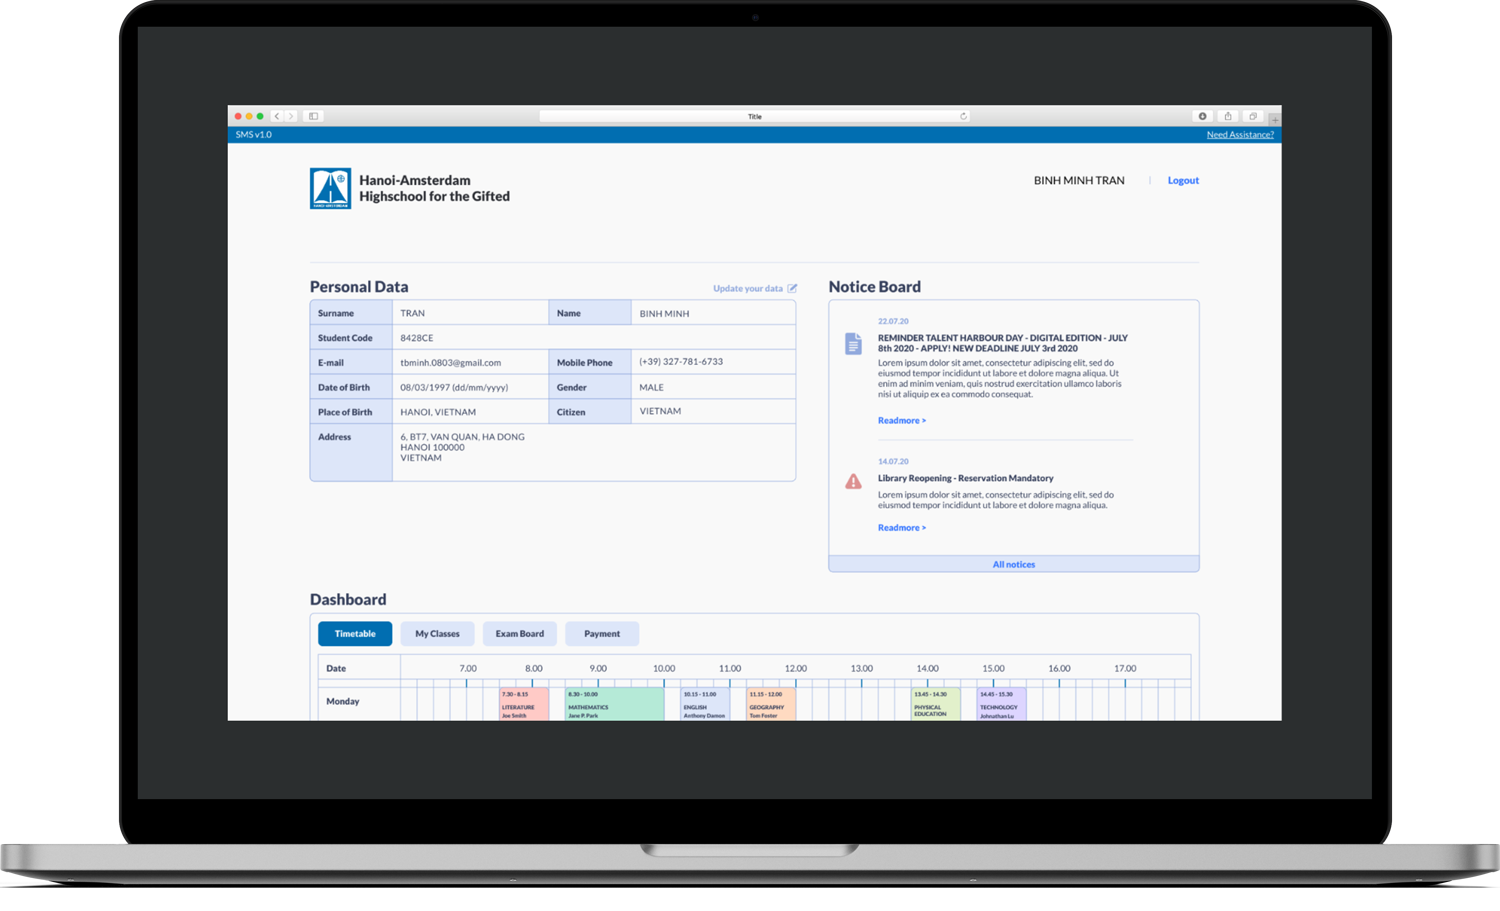 Title
SMS v1.0
Need Assistance?
Hanoi-Amsterdam
Highschool for the Gifted
BINH MINH TRAN
Logout
Personal Data
Update your data
Surname TRAN Name BINH MINH
Student Code 8428CE
E-mail tbminh.0803@gmail.com Mobile Phone (+39) 327-781-6733
Date of Birth 08/03/1997 (dd/mm/yyyy) Gender MALE
Place of Birth HANOI, VIETNAM Citizen VIETNAM
Address 6, BT7, VAN QUAN, HA DONG
HANOI 100000
VIETNAM
Notice Board
22.07.20
REMINDER TALENT HARBOUR DAY - DIGITAL EDITION - JULY
8th 2020 - APPLY! NEW DEADLINE JULY 3rd 2020
Lorem ipsum dolor sit amet, consectetur adipiscing elit, sed do
eiusmod tempor incididunt ut labore et dolore magna aliqua. Ut
enim ad minim veniam, quis nostrud exercitation ullamco laboris
nisi ut aliquip ex ea commodo consequat.
Readmore >
14.07.20
Library Reopening - Reservation Mandatory
Lorem ipsum dolor sit amet, consectetur adipiscing elit, sed do
eiusmod tempor incididunt ut labore et dolore magna aliqua.
Readmore >
All notices
Dashboard
Timetable My Classes Exam Board Payment
Date 7.00 8.00 9.00 10.00 11.00 12.00 13.00 14.00 15.00 16.00 17.00
Monday
7.30 - 8.15
LITERATURE
Joe Smith
8.30 - 10.00
MATHEMATICS
Jane P. Park
10.15 - 11.00
ENGLISH
Anthony Damon
11.15 - 12.00
GEOGRAPHY
Tom Foster
13.45 - 14.30
PHYSICAL
EDUCATION
14.45 - 15.30
TECHNOLOGY
Johnathan Lu